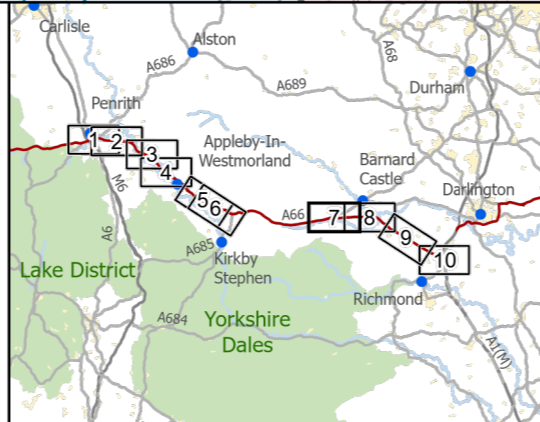 Carlisle
Alston
A686
A689
A68
Durham
Penrith
1
2
3
4
5
6
Appleby-In-
Westmorland
Barnard
Castle
Darlington
M6
A6
A66
7
8
9
10
A685
Kirkby
Stephen
Lake District
Richmond
A684
Yorkshire
Dales
A1(M)